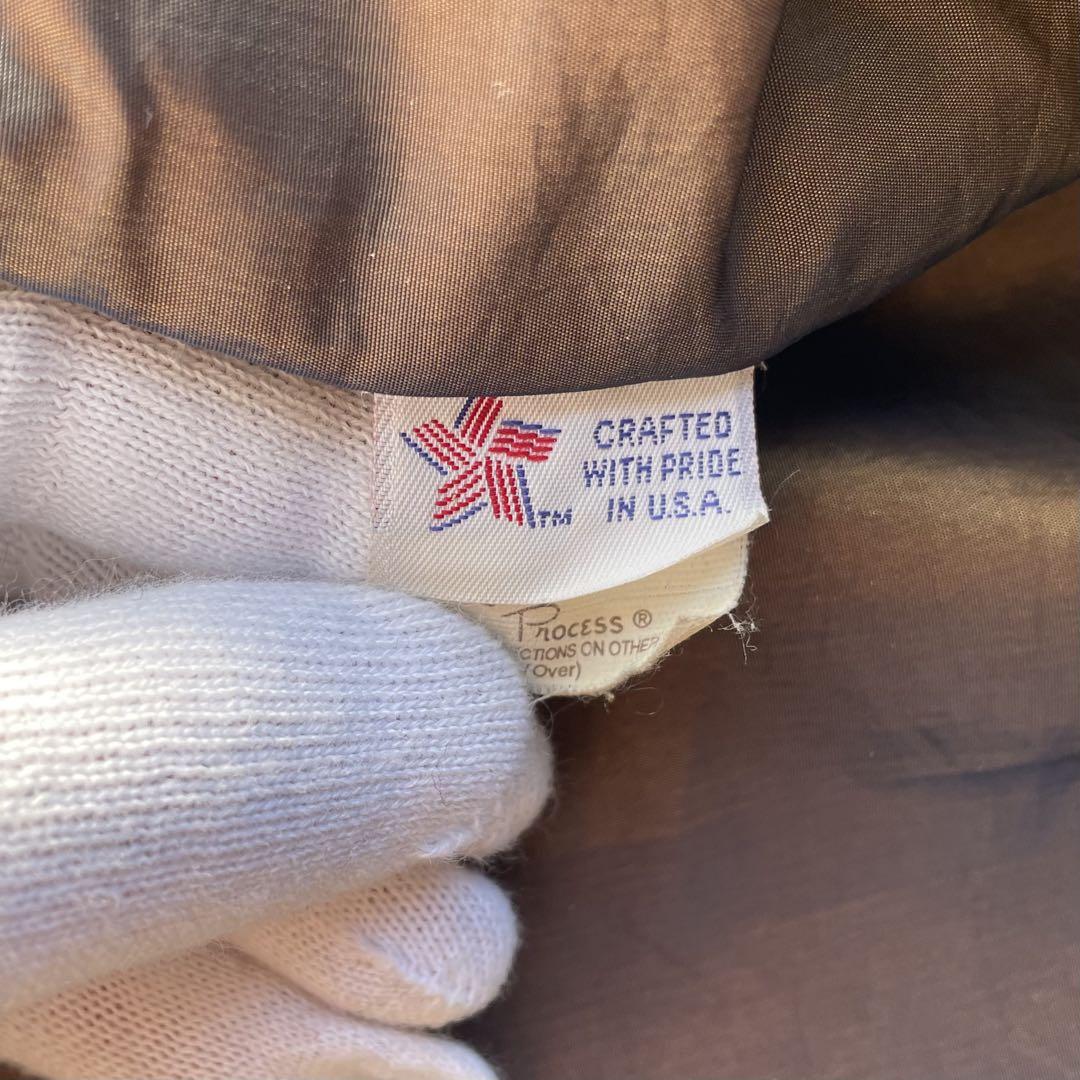 CRAFTED
WITH PRIDE
IN U.S.A.
TM
Process ®
CTIONS ON OTHER
Over)